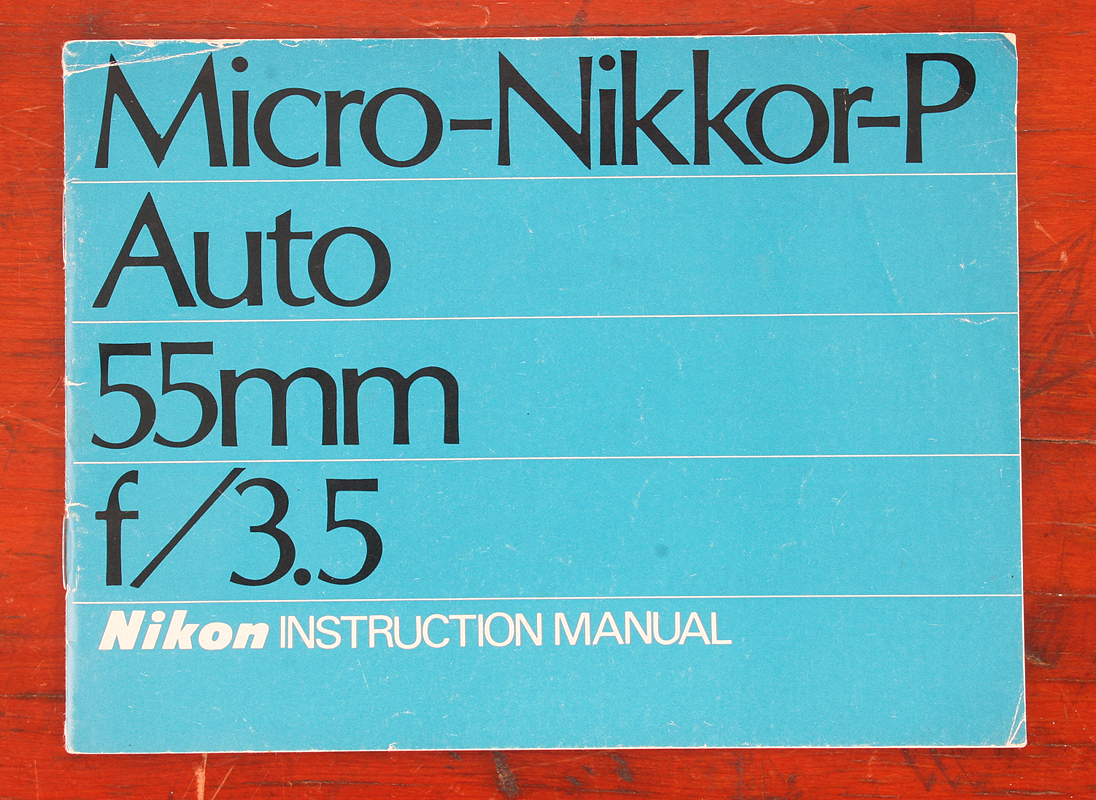 Micro-Nikkor-P
Auto
55mm
f/3.5
Nikon INSTRUCTION MANUAL